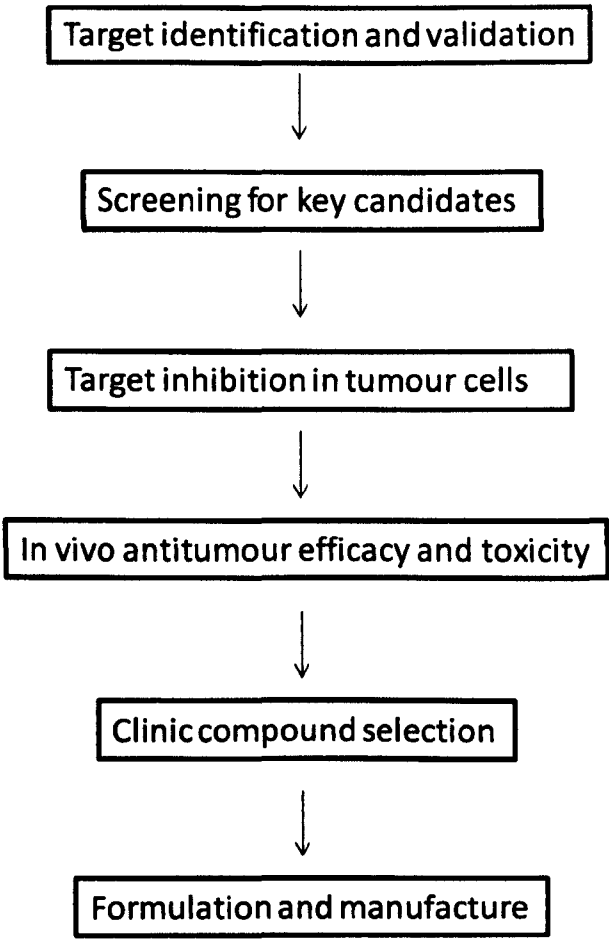 Target identification and validation
Screening for key candidates
Target inhibition in tumour cells
In vivo antitumour efficacy and toxicity
Clinic compound selection
Formulation and manufacture